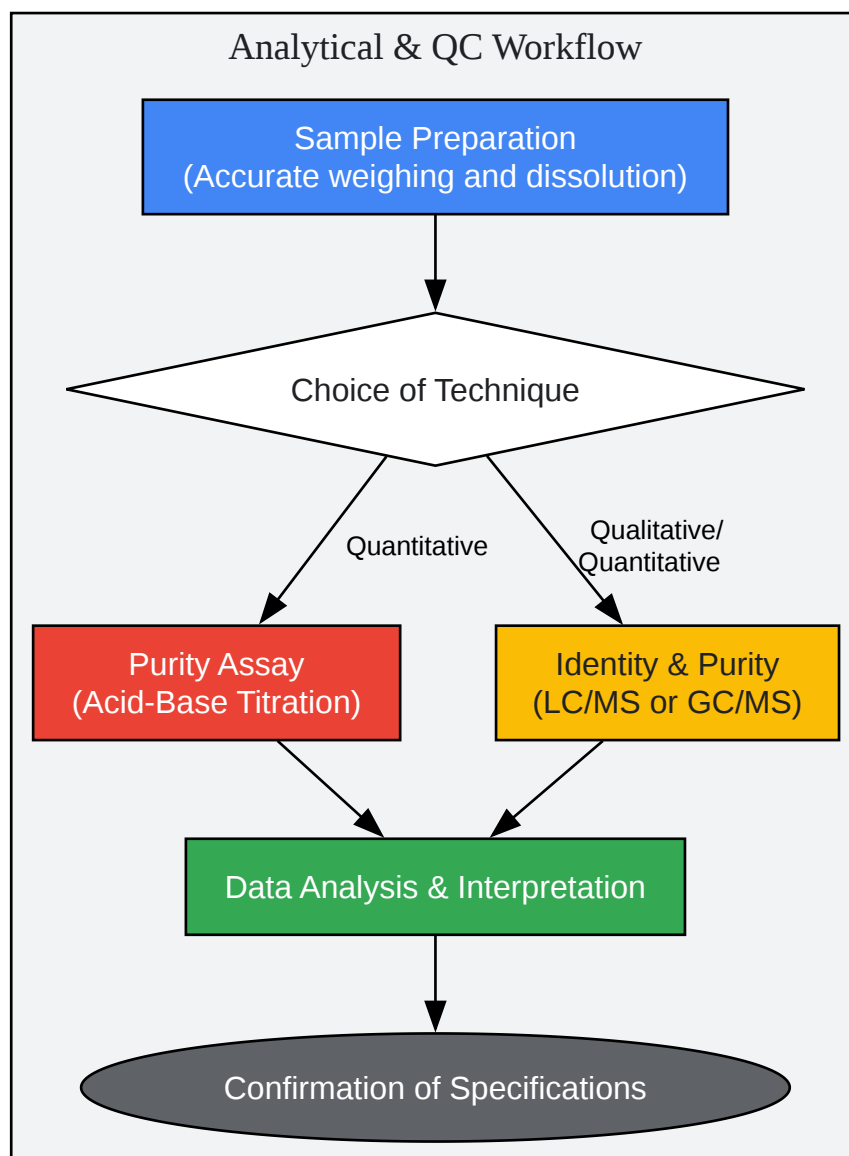 Analytical & QC Workflow
Sample Preparation
(Accurate weighing and dissolution)
Choice of Technique
Quantitative
Qualitative/
Quantitative
Purity Assay
(Acid-Base Titration)
Identity & Purity
(LC/MS or GC/MS)
Data Analysis & Interpretation
Confirmation of Specifications